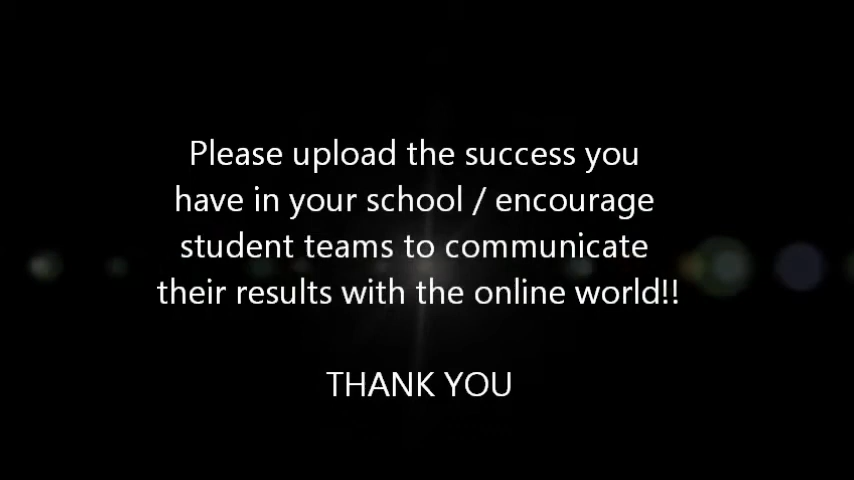 Please upload the success you
have in your school / encourage
student teams to communicate
their results with the online world!!
THANK YOU